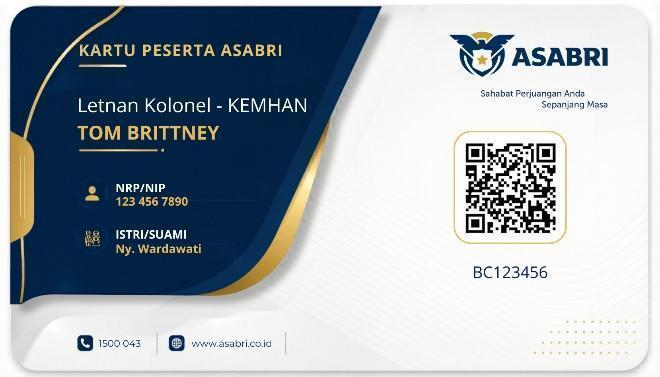 KARTU PESERTA ASABRI
Letnan Kolonel - KEMHAN
TOM BRITTNEY
NRP/NIP
123 456 7890
ISTRI/SUAMI
Ny. Wardawati
1500 043
www.asabri.co.id
ASABRI
Sahabat Perjuangan Anda
Sepanjang Masa
BC123456